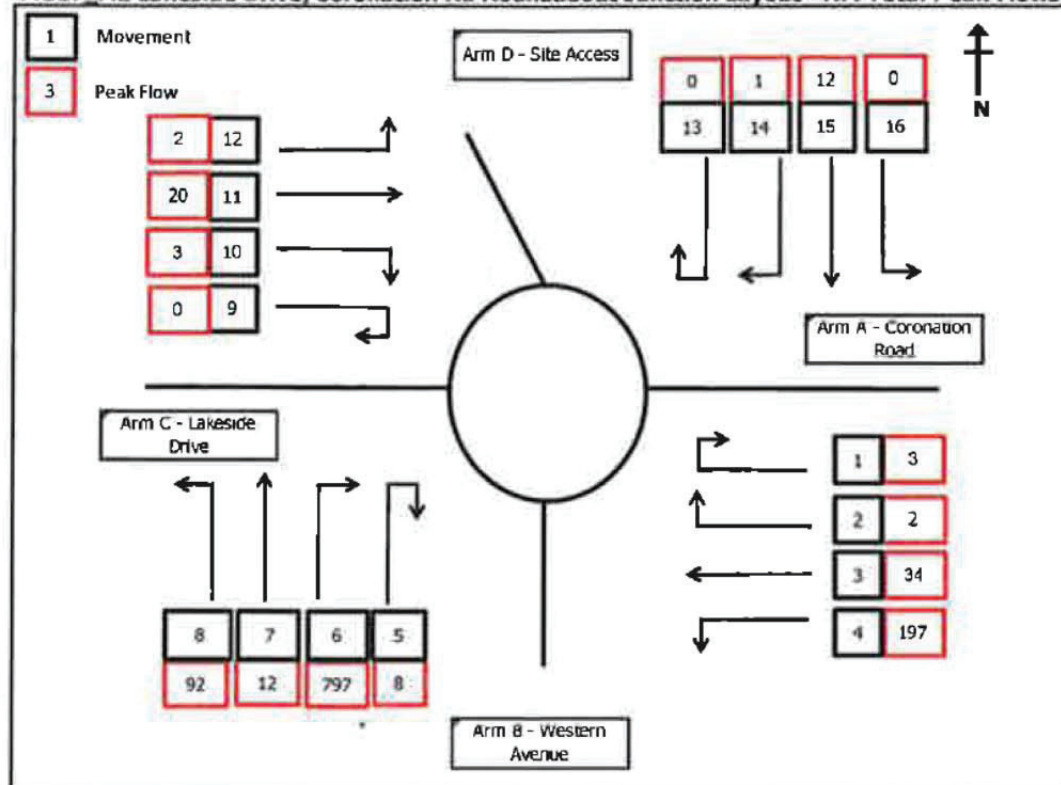 1 Movement
3 Peak Flow
Arm D - Site Access
0 1 12 0
13 14 15 16
N
2 12
20 11
3 10
0 9
Arm A - Coronation
Road
Arm C - Lakeside
Drive
1 3
2 2
3 34
4 197
8 7 6 5
92 12 797 8
Arm B - Western
Avenue